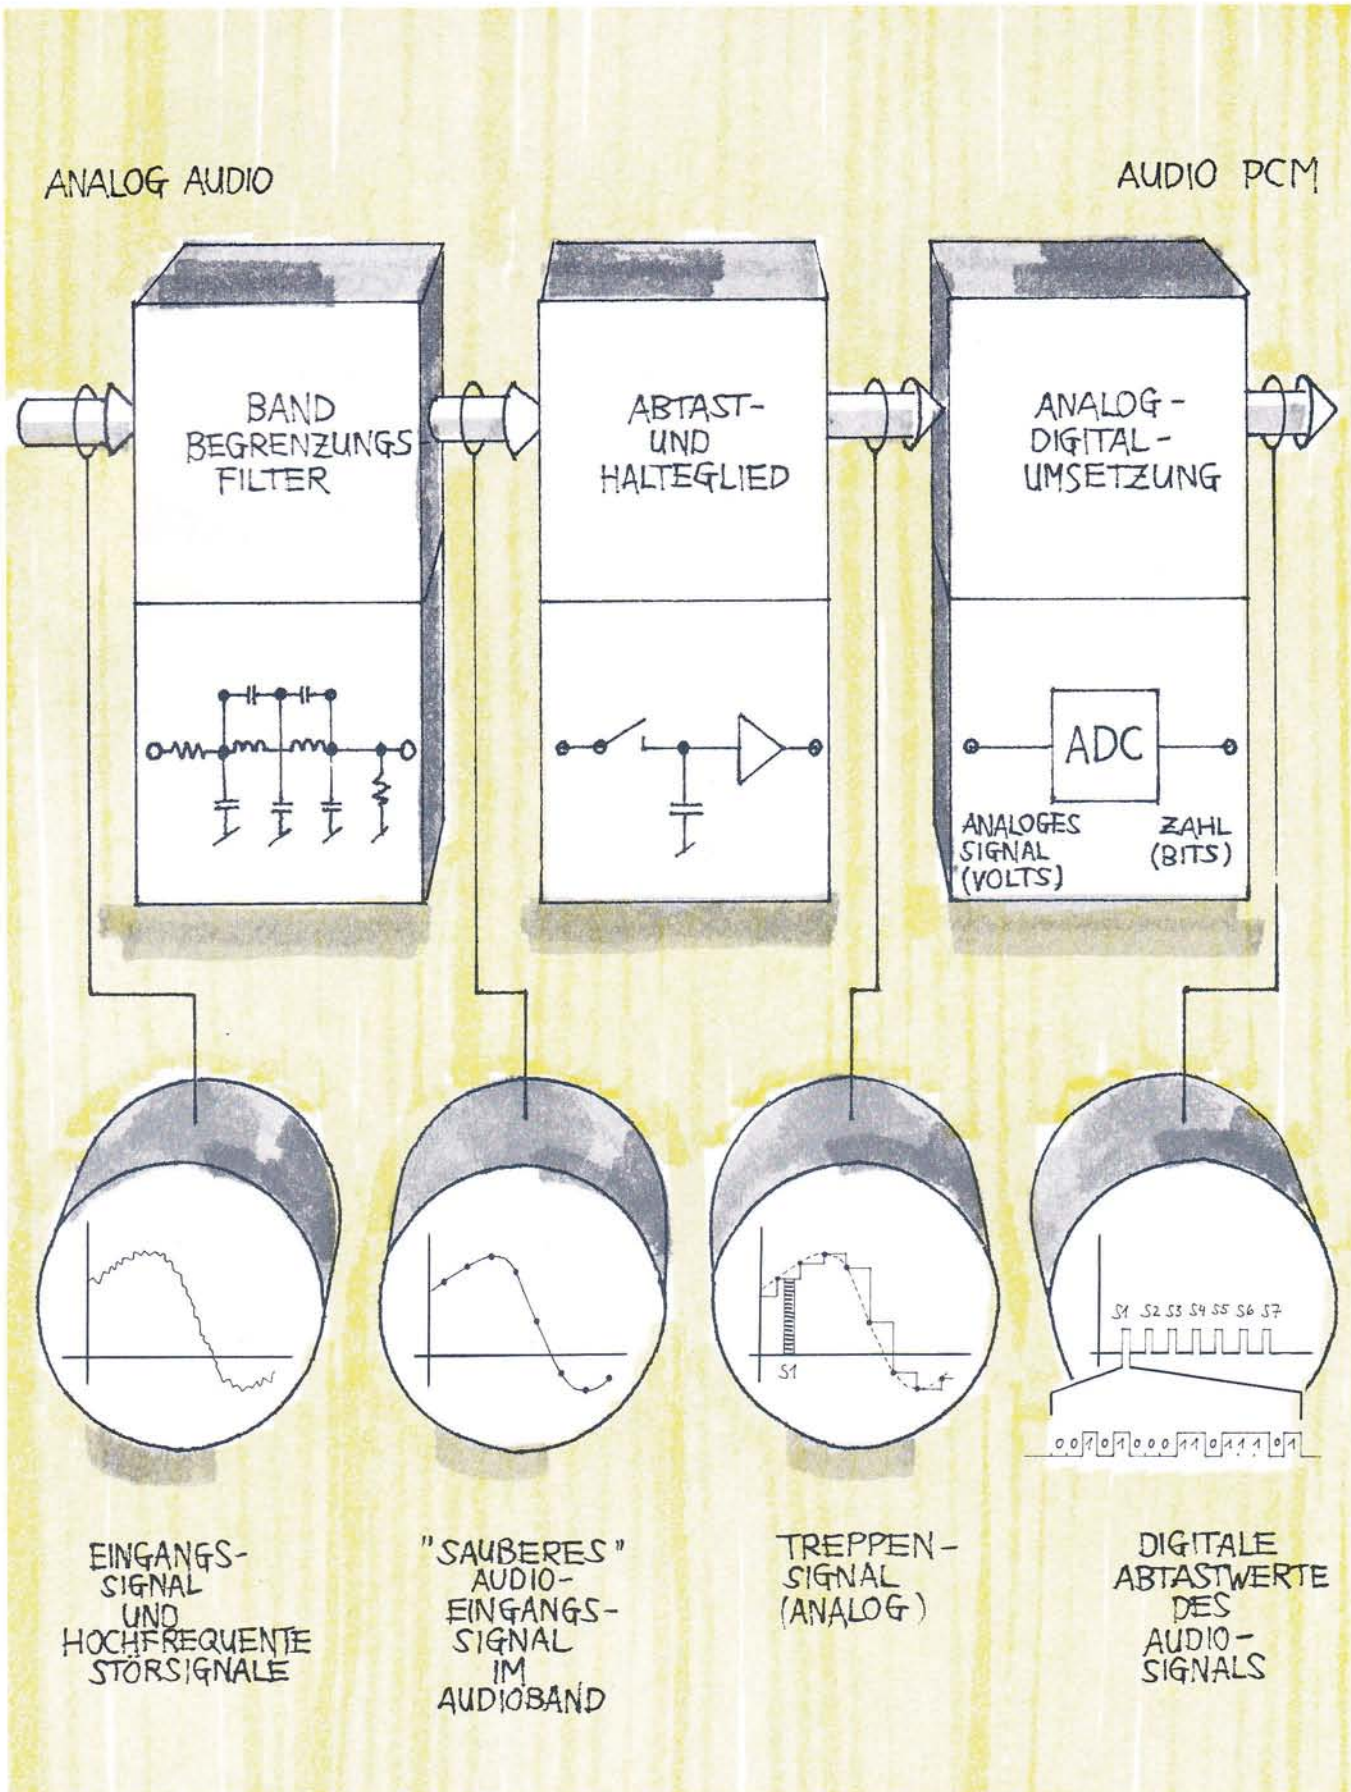 ANALOG AUDIO
AUDIO PCM
BAND
BEGRENZUNGS
FILTER
ABTAST-
UND
HALTEGLIED
ANALOG-
DIGITAL-
UMSETZUNG
ADC
ANALOGES
SIGNAL
(VOLTS)
ZAHL
(BITS)
S1
S1 S2 S3 S4 S5 S6 S7
0010100011011101
EINGANGS-
SIGNAL
UND
HOCHFREQUENTE
STÖRSIGNALE
"SAUBERES"
AUDIO-
EINGANGS-
SIGNAL
IM
AUDIOBAND
TREPPEN-
SIGNAL
(ANALOG)
DIGITALE
ABTASTWERTE
DES
AUDIO-
SIGNALS